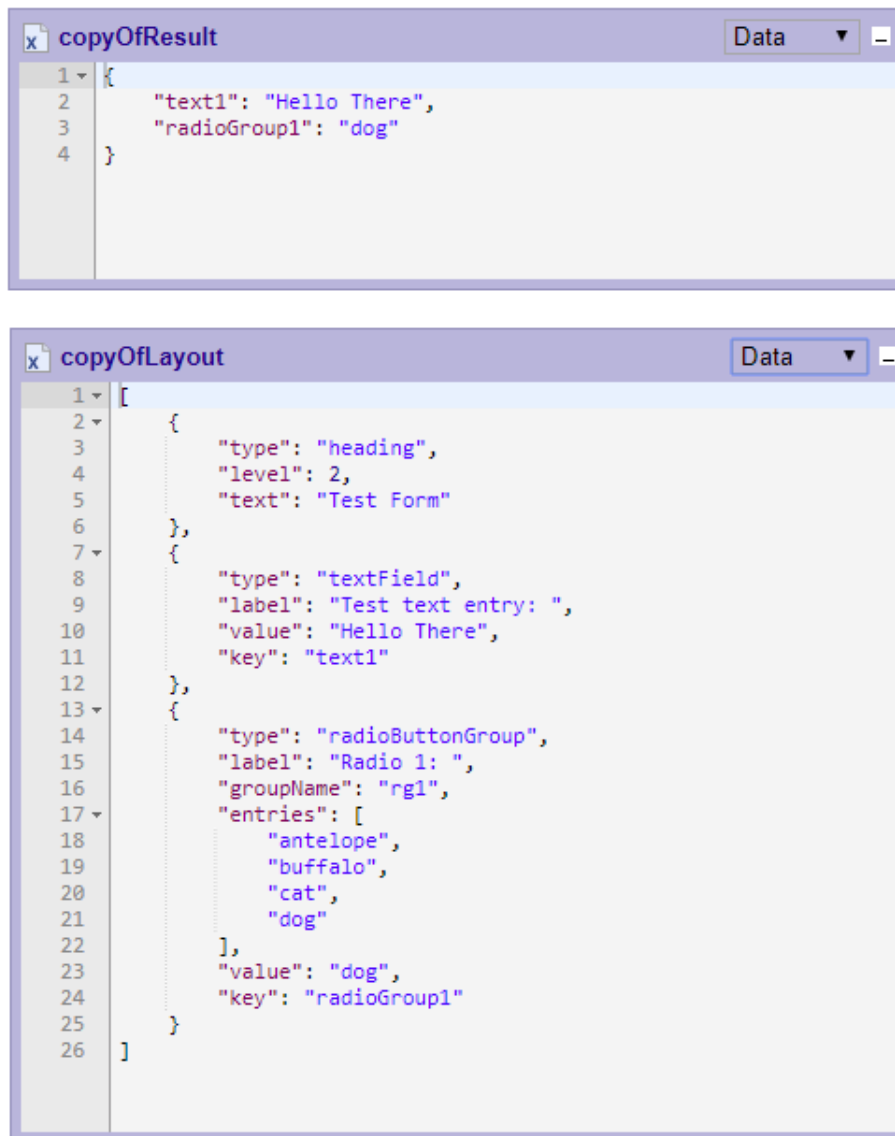 copyOfResult Data
1 {
2 "text1": "Hello There",
3 "radioGroup1": "dog"
4 }
copyOfLayout Data
1 [
2 {
3 "type": "heading",
4 "level": 2,
5 "text": "Test Form"
6 },
7 {
8 "type": "textField",
9 "label": "Test text entry: ",
10 "value": "Hello There",
11 "key": "text1"
12 },
13 {
14 "type": "radioButtonGroup",
15 "label": "Radio 1: ",
16 "groupName": "rg1",
17 "entries": [
18 "antelope",
19 "buffalo",
20 "cat",
21 "dog"
22 ],
23 "value": "dog",
24 "key": "radioGroup1"
25 }
26 ]